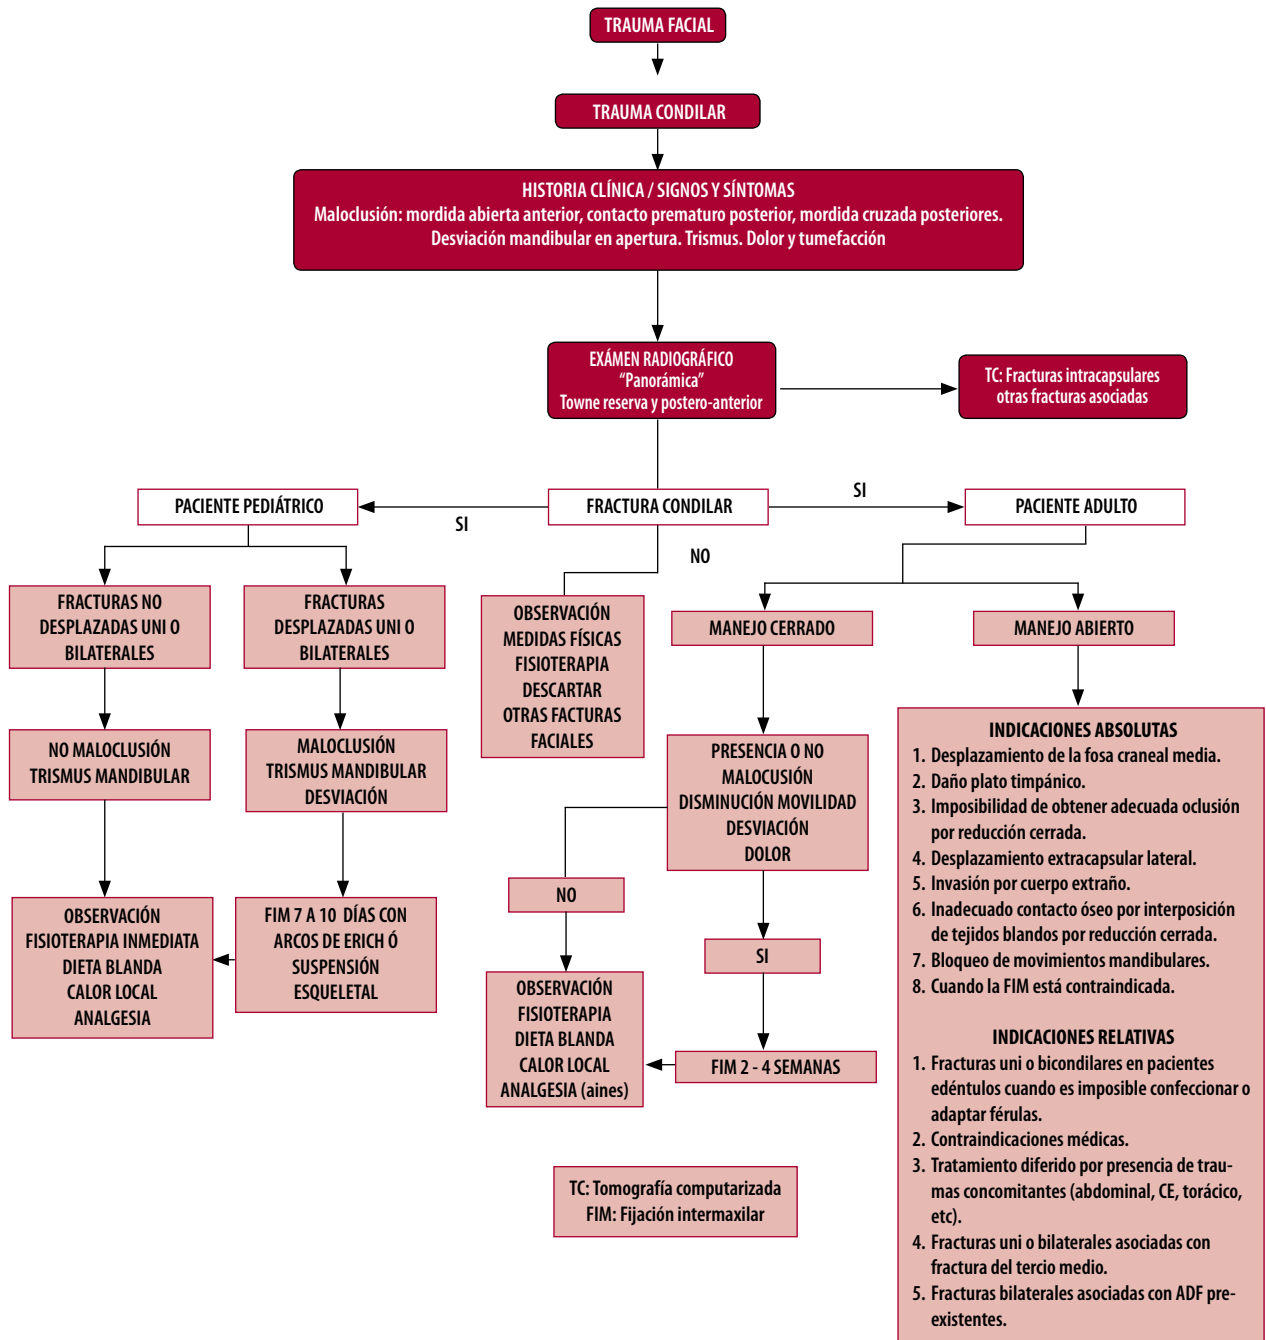 TRAUMA FACIAL
TRAUMA CONDILAR
HISTORIA CLÍNICA / SIGNOS Y SÍNTOMAS
Maloclusión: mordida abierta anterior, contacto prematuro posterior, mordida cruzada posteriores.
Desviación mandibular en apertura. Trismus. Dolor y tumefacción
EXÁMEN RADIOGRÁFICO
“Panorámica”
Towne reserva y postero-anterior
TC: Fracturas intracapsulares
otras fracturas asociadas
PACIENTE PEDIÁTRICO
SI
FRACTURA CONDILAR
SI
PACIENTE ADULTO
NO
FRACTURAS NO
DESPLAZADAS UNI O
BILATERALES
FRACTURAS
DESPLAZADAS UNI O
BILATERALES
OBSERVACIÓN
MEDIDAS FÍSICAS
FISIOTERAPIA
DESCARTAR
OTRAS FACTURAS
FACIALES
MANEJO CERRADO
MANEJO ABIERTO
NO MALOCLUSIÓN
TRISMUS MANDIBULAR
MALOCLUSIÓN
TRISMUS MANDIBULAR
DESVIACIÓN
PRESENCIA O NO
MALOCUSIÓN
DISMINUCIÓN MOVILIDAD
DESVIACIÓN
DOLOR
OBSERVACIÓN
FISIOTERAPIA INMEDIATA
DIETA BLANDA
CALOR LOCAL
ANALGESIA
FIM 7 A 10 DÍAS CON
ARCOS DE ERICH Ó
SUSPENSIÓN
ESQUELETAL
NO
SI
OBSERVACIÓN
FISIOTERAPIA
DIETA BLANDA
CALOR LOCAL
ANALGESIA (aines)
FIM 2 - 4 SEMANAS
INDICACIONES ABSOLUTAS
1. Desplazamiento de la fosa craneal media.
2. Daño plato timpánico.
3. Imposibilidad de obtener adecuada oclusión
por reducción cerrada.
4. Desplazamiento extracapsular lateral.
5. Invasión por cuerpo extraño.
6. Inadecuado contacto óseo por interposición
de tejidos blandos por reducción cerrada.
7. Bloqueo de movimientos mandibulares.
8. Cuando la FIM está contraindicada.
INDICACIONES RELATIVAS
1. Fracturas uni o bicondilares en pacientes
edéntulos cuando es imposible confeccionar o
adaptar férulas.
2. Contraindicaciones médicas.
3. Tratamiento diferido por presencia de trau-
mas concomitantes (abdominal, CE, torácico,
etc).
4. Fracturas uni o bilaterales asociadas con
fractura del tercio medio.
5. Fracturas bilaterales asociadas con ADF pre-
existentes.
TC: Tomografía computarizada
FIM: Fijación intermaxilar